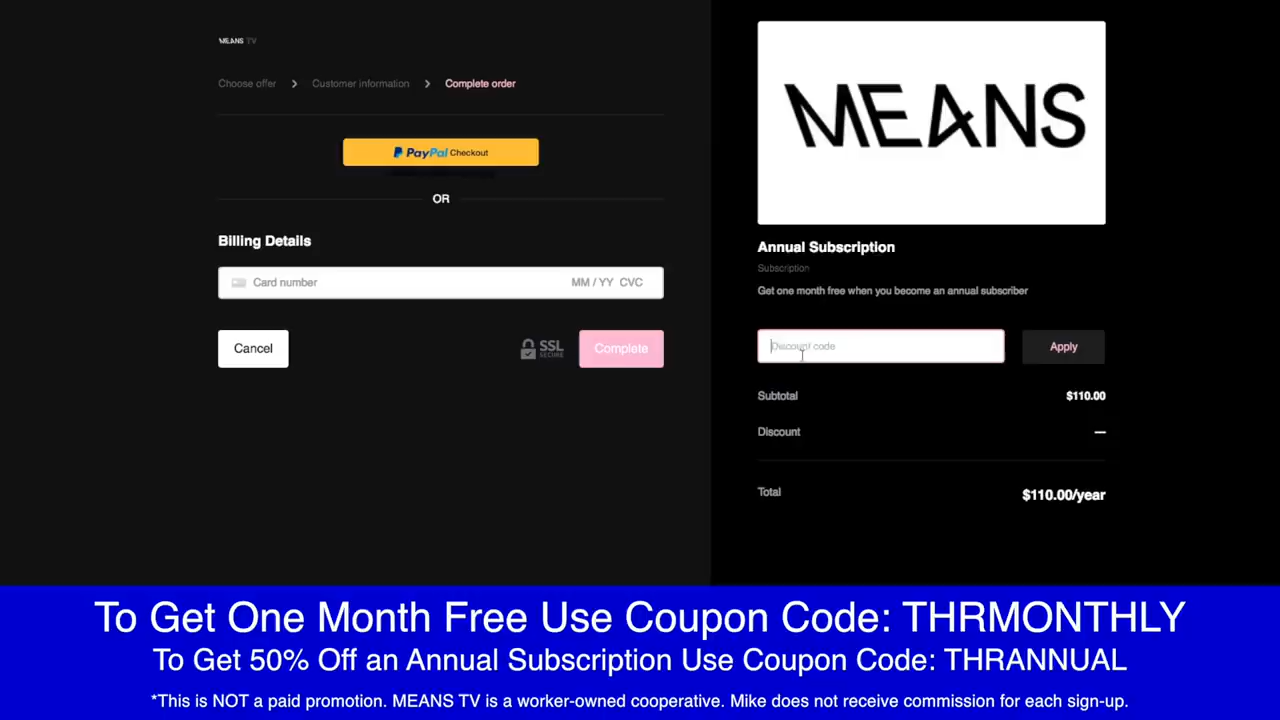 MEANS TV
Choose offer > Customer information > Complete order
PayPal Checkout
OR
Billing Details
Card number MM / YY CVC
Cancel SSL SECURE Complete
MEANS
Annual Subscription
Subscription
Get one month free when you become an annual subscriber
Discount code Apply
Subtotal $110.00
Discount —
Total $110.00/year
To Get One Month Free Use Coupon Code: THRMONTHLY
To Get 50% Off an Annual Subscription Use Coupon Code: THRANNUAL
*This is NOT a paid promotion. MEANS TV is a worker-owned cooperative. Mike does not receive commission for each sign-up.